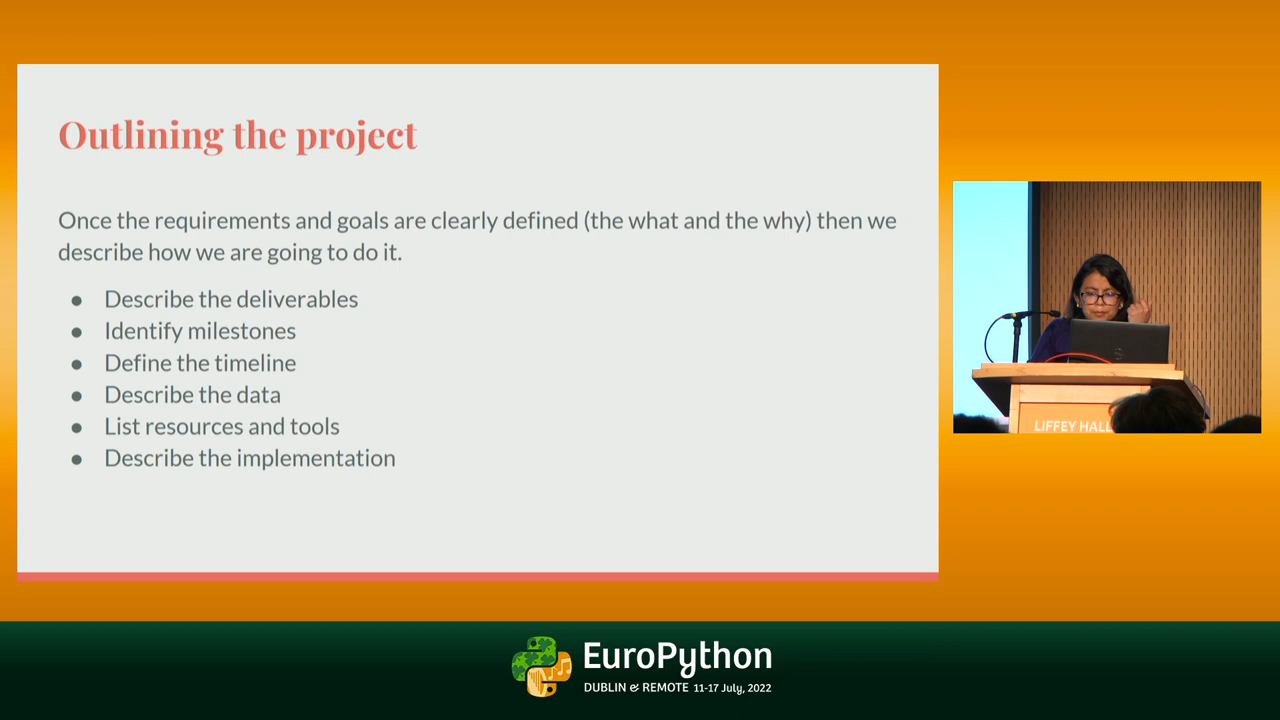 Outlining the project
Once the requirements and goals are clearly defined (the what and the why) then we
describe how we are going to do it.
● Describe the deliverables
● Identify milestones
● Define the timeline
● Describe the data
● List resources and tools
● Describe the implementation
LIFFEY HALL
EuroPython
DUBLIN & REMOTE 11-17 July, 2022